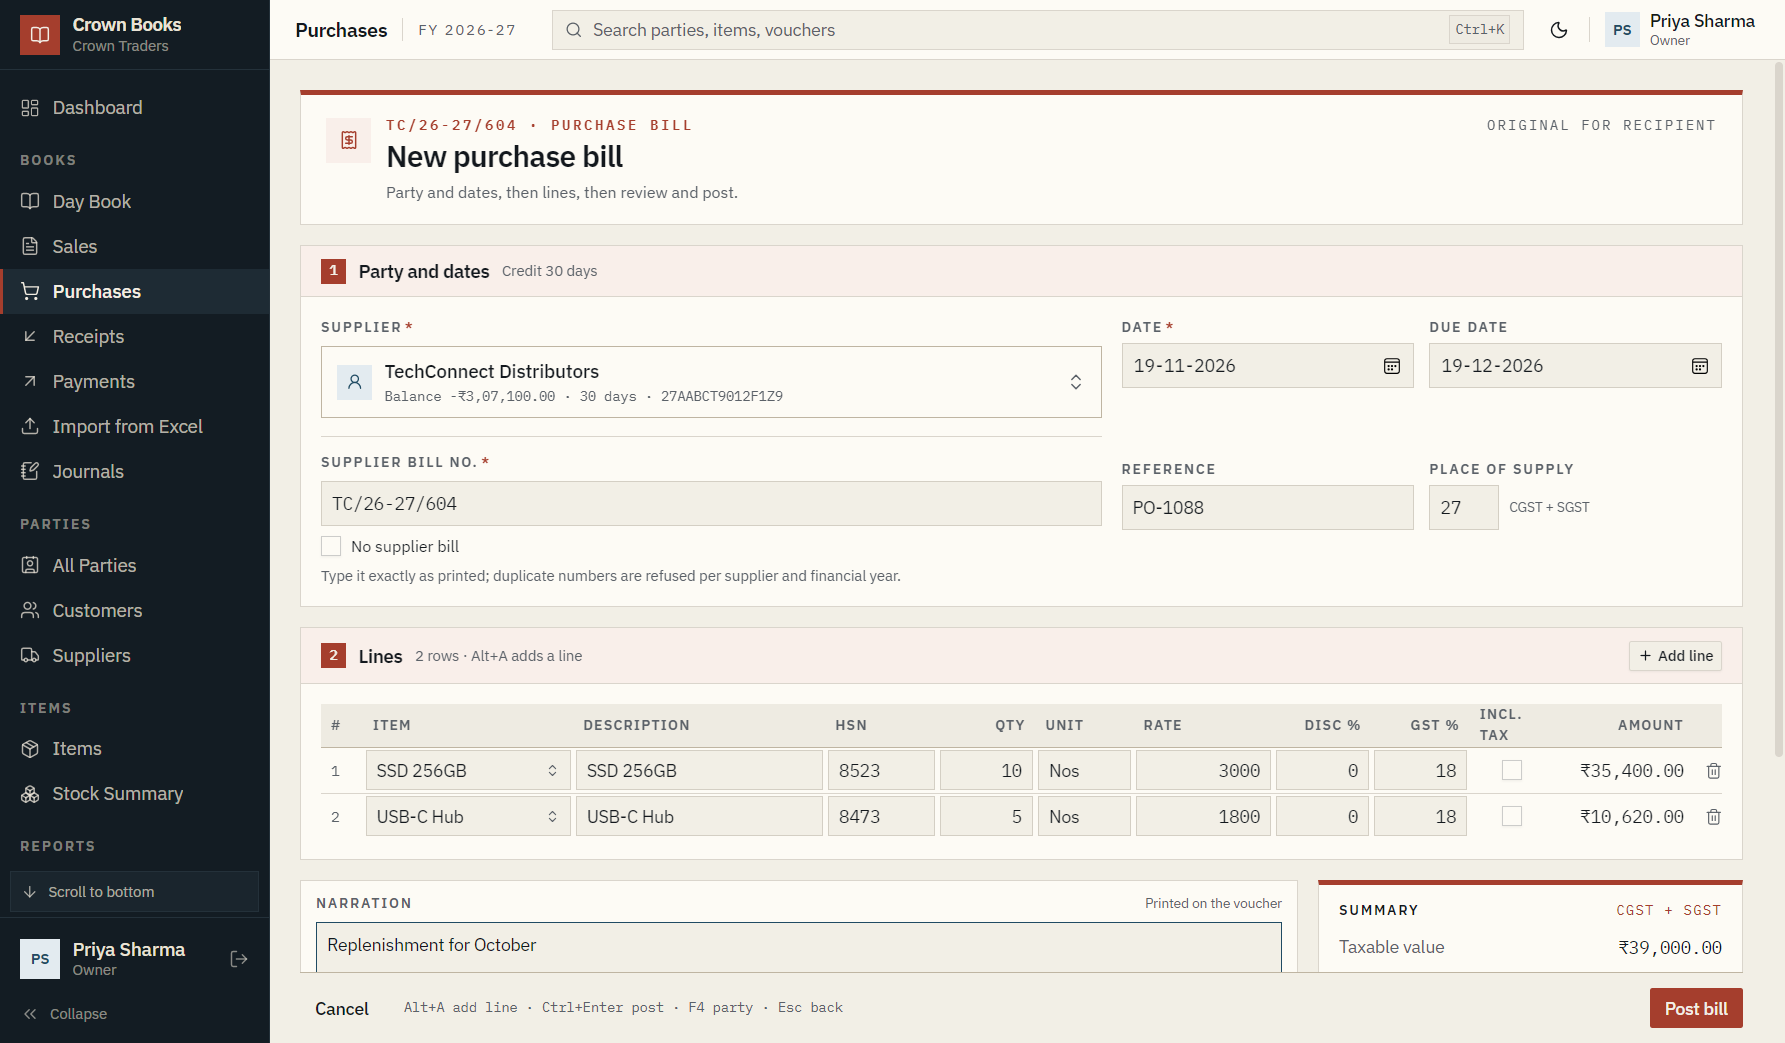 Crown Books
Crown Traders
Dashboard
BOOKS
Day Book
Sales
Purchases
Receipts
Payments
Import from Excel
Journals
PARTIES
All Parties
Customers
Suppliers
ITEMS
Items
Stock Summary
REPORTS
Scroll to bottom
PS Priya Sharma
Owner
Collapse
Purchases FY 2026-27 Search parties, items, vouchers Ctrl+K PS Priya Sharma
Owner
TC/26-27/604 · PURCHASE BILL ORIGINAL FOR RECIPIENT
New purchase bill
Party and dates, then lines, then review and post.
1 Party and dates Credit 30 days
SUPPLIER * DATE * DUE DATE
TechConnect Distributors 19-11-2026 19-12-2026
Balance -₹3,07,100.00 · 30 days · 27AABCT9012F1Z9
SUPPLIER BILL NO. * REFERENCE PLACE OF SUPPLY
TC/26-27/604 PO-1088 27 CGST + SGST
No supplier bill
Type it exactly as printed; duplicate numbers are refused per supplier and financial year.
2 Lines 2 rows · Alt+A adds a line + Add line
# ITEM DESCRIPTION HSN QTY UNIT RATE DISC % GST % INCL. TAX AMOUNT
1 SSD 256GB SSD 256GB 8523 10 Nos 3000 0 18 ₹35,400.00
2 USB-C Hub USB-C Hub 8473 5 Nos 1800 0 18 ₹10,620.00
NARRATION Printed on the voucher
Replenishment for October
SUMMARY CGST + SGST
Taxable value ₹39,000.00
Cancel Alt+A add line · Ctrl+Enter post · F4 party · Esc back Post bill